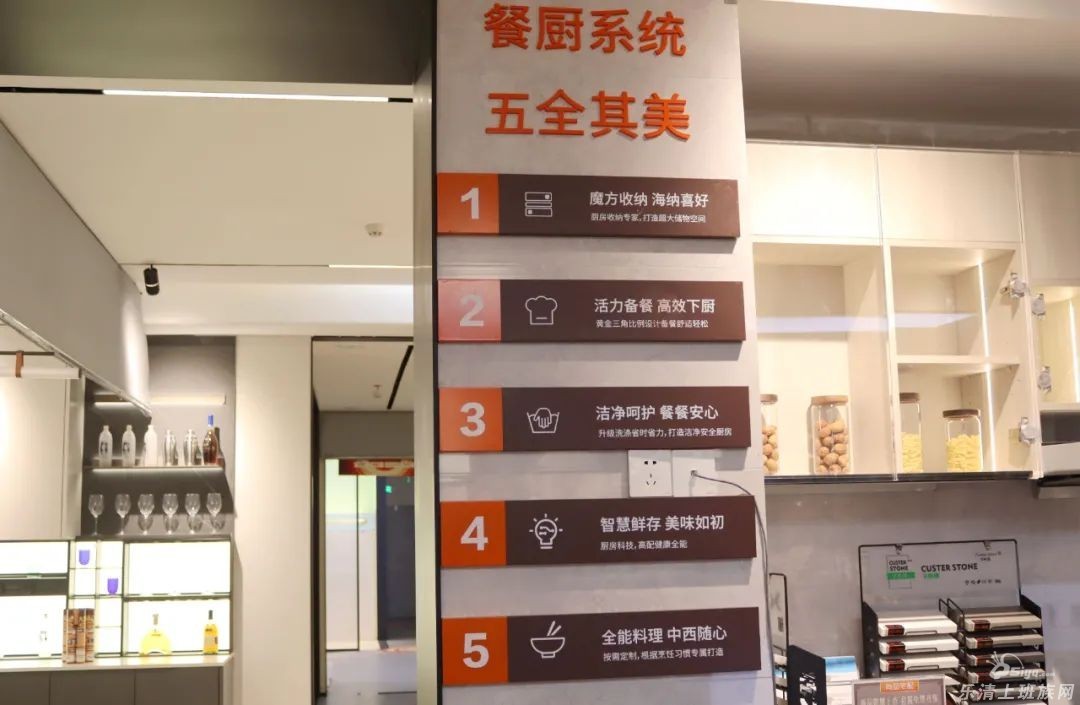 餐厨系统
五全其美
1
魔方收纳 海纳喜好
厨房收纳专家,打造超大储物空间
2
活力备餐 高效下厨
黄金三角比例设计备餐舒适轻松
3
洁净呵护 餐餐安心
升级洗涤省时省力,打造洁净安全厨房
4
智慧鲜存 美味如初
厨房科技,高配健康全能
5
全能料理 中西随心
按需定制,根据烹饪习惯专属打造
CUSTER STONE
CUSTER STONE
乐清上班族网